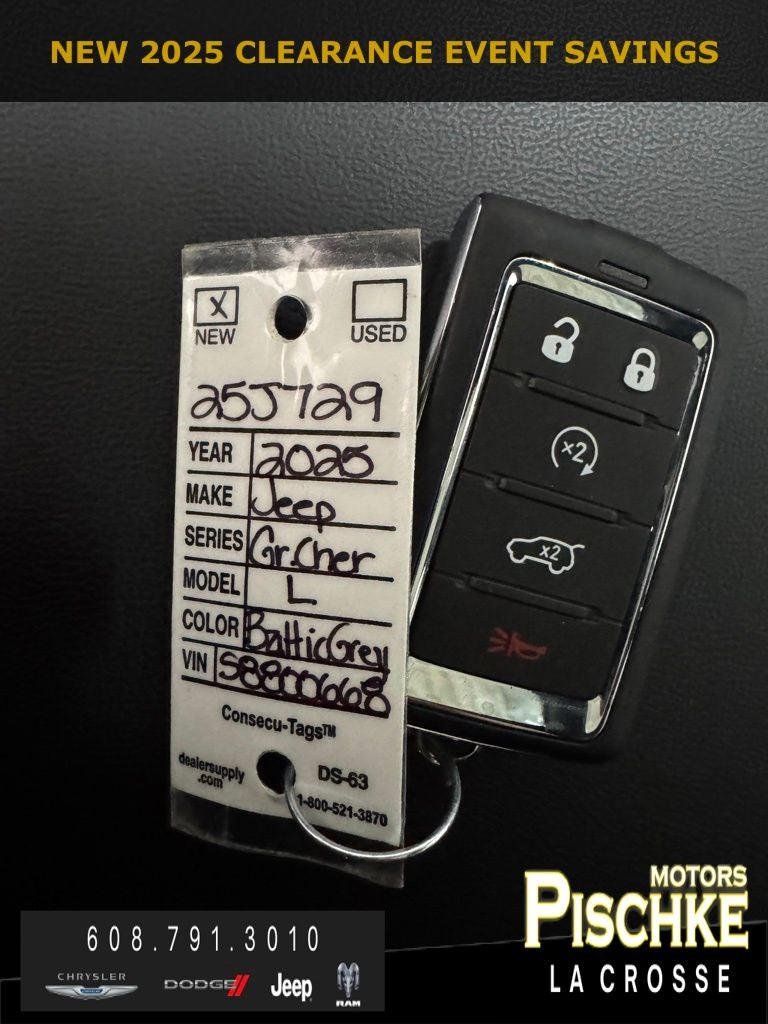 NEW 2025 CLEARANCE EVENT SAVINGS
X
NEW USED
25J729
YEAR 2025
MAKE Jeep
SERIES Gr.Cher
MODEL L
COLOR Baltic Grey
VIN S8800668
Consecu-Tags™
dealersupply
.com
DS-63
1-800-521-3870
x2
x2
MOTORS
PISCHKE
LA CROSSE
608.791.3010
CHRYSLER DODGE Jeep RAM